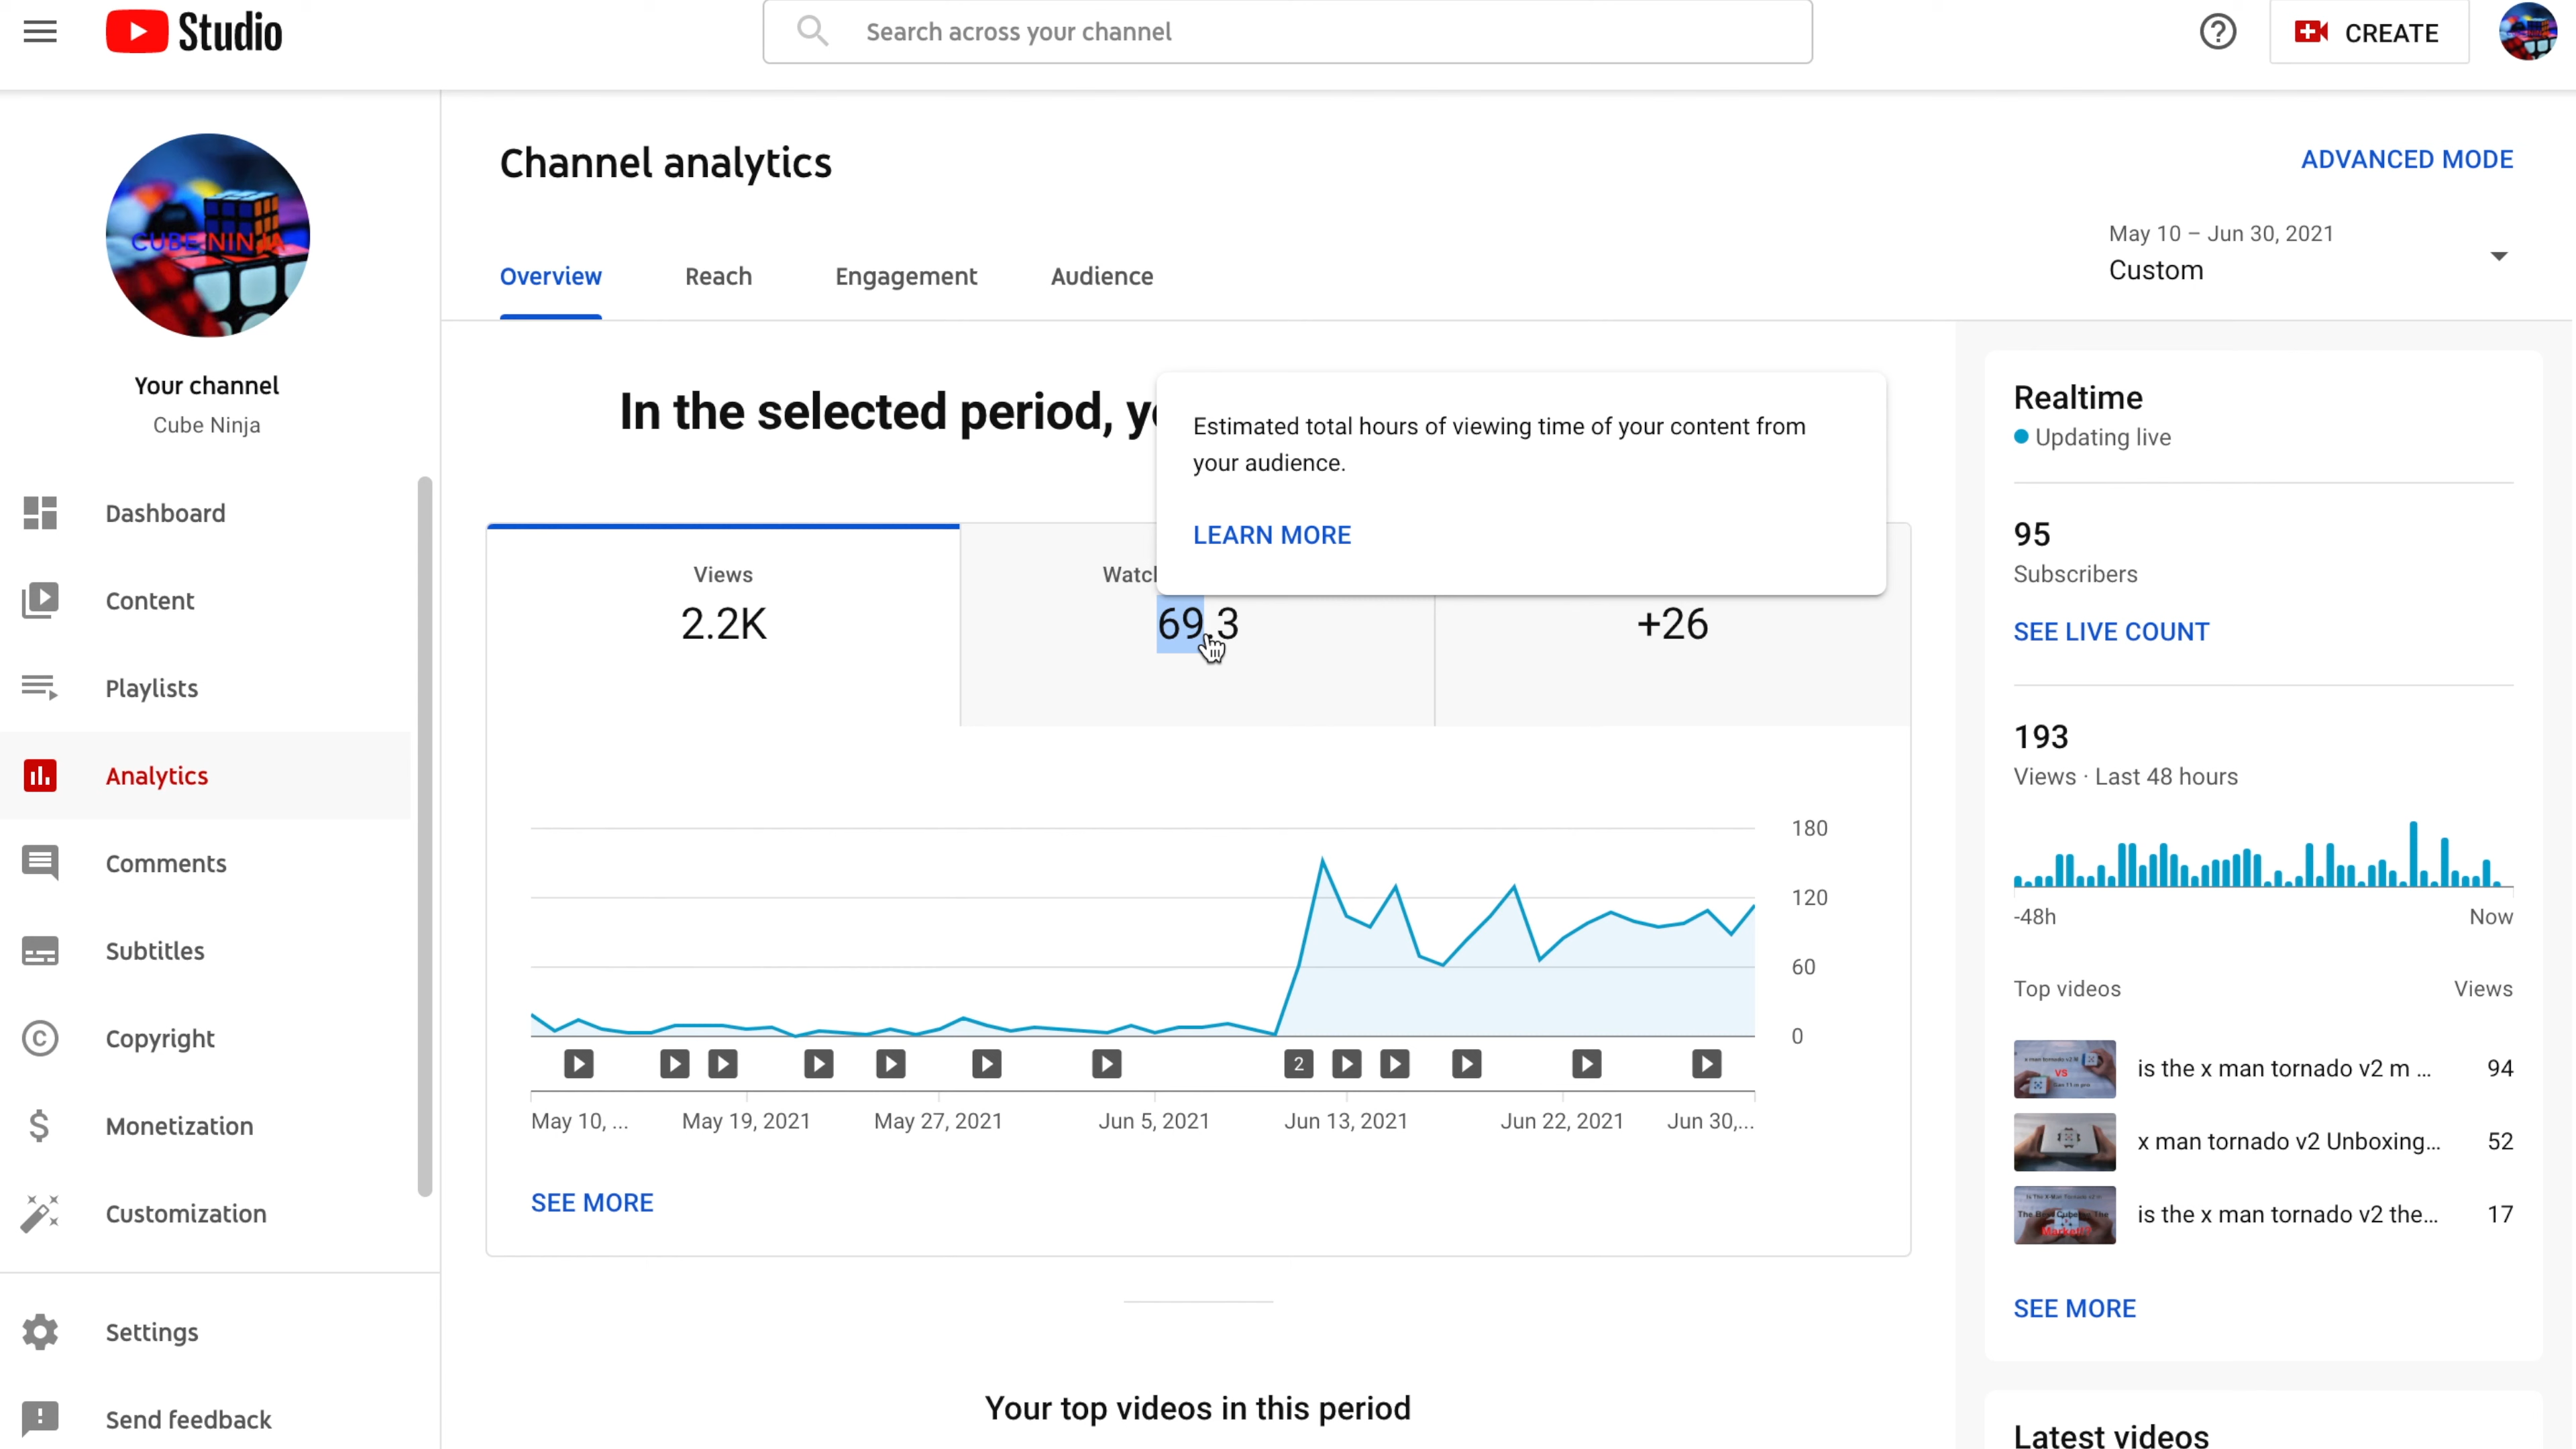 Studio
Search across your channel
CREATE
CUBE NINJA
Your channel
Cube Ninja
Dashboard
Content
Playlists
Analytics
Comments
Subtitles
Copyright
Monetization
Customization
Settings
Send feedback
Channel analytics
ADVANCED MODE
Overview
Reach
Engagement
Audience
May 10 – Jun 30, 2021
Custom
In the selected period,
Estimated total hours of viewing time of your content from
your audience.
LEARN MORE
Views
2.2K
Watch
69.3
+26
180
120
60
0
2
May 10, ...
May 19, 2021
May 27, 2021
Jun 5, 2021
Jun 13, 2021
Jun 22, 2021
Jun 30,...
SEE MORE
Your top videos in this period
Realtime
Updating live
95
Subscribers
SEE LIVE COUNT
193
Views · Last 48 hours
-48h
Now
Top videos
Views
is the x man tornado v2 m ...
94
x man tornado v2 Unboxing...
52
is the x man tornado v2 the...
17
SEE MORE
Latest videos